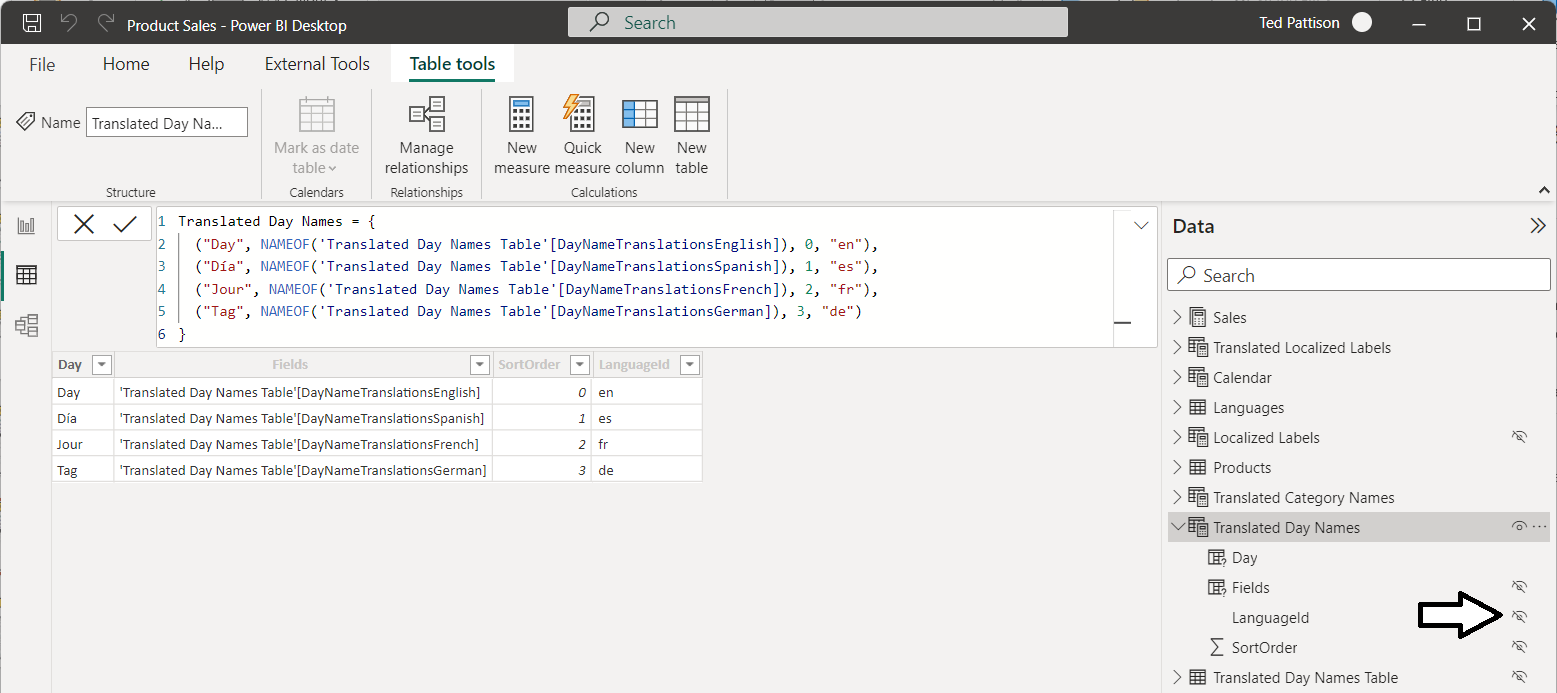 Product Sales - Power BI Desktop
Search
Ted Pattison
File Home Help External Tools Table tools
Name Translated Day Na...
Mark as date table
Manage relationships
New measure
Quick measure
New column
New table
Structure
Calendars
Relationships
Calculations
1 Translated Day Names = {
2 ("Day", NAMEOF('Translated Day Names Table'[DayNameTranslationsEnglish]), 0, "en"),
3 ("Día", NAMEOF('Translated Day Names Table'[DayNameTranslationsSpanish]), 1, "es"),
4 ("Jour", NAMEOF('Translated Day Names Table'[DayNameTranslationsFrench]), 2, "fr"),
5 ("Tag", NAMEOF('Translated Day Names Table'[DayNameTranslationsGerman]), 3, "de")
6 }
Day Fields SortOrder LanguageId
Day 'Translated Day Names Table'[DayNameTranslationsEnglish] 0 en
Día 'Translated Day Names Table'[DayNameTranslationsSpanish] 1 es
Jour 'Translated Day Names Table'[DayNameTranslationsFrench] 2 fr
Tag 'Translated Day Names Table'[DayNameTranslationsGerman] 3 de
Data
Search
Sales
Translated Localized Labels
Calendar
Languages
Localized Labels
Products
Translated Category Names
Translated Day Names
Day
Fields
LanguageId
SortOrder
Translated Day Names Table